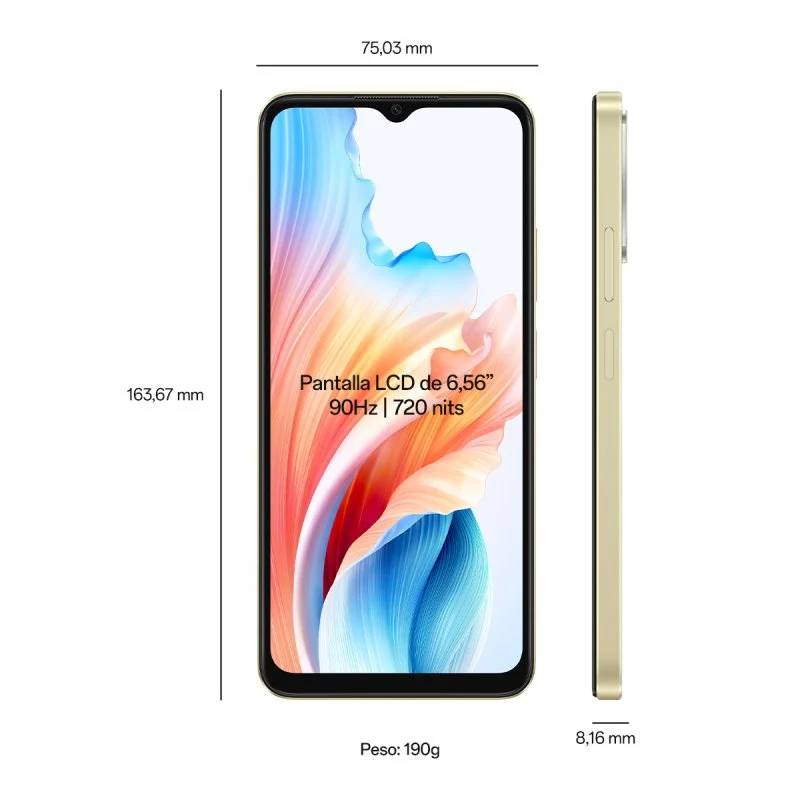 75,03 mm
163,67 mm
Pantalla LCD de 6,56”
90Hz | 720 nits
8,16 mm
Peso: 190g